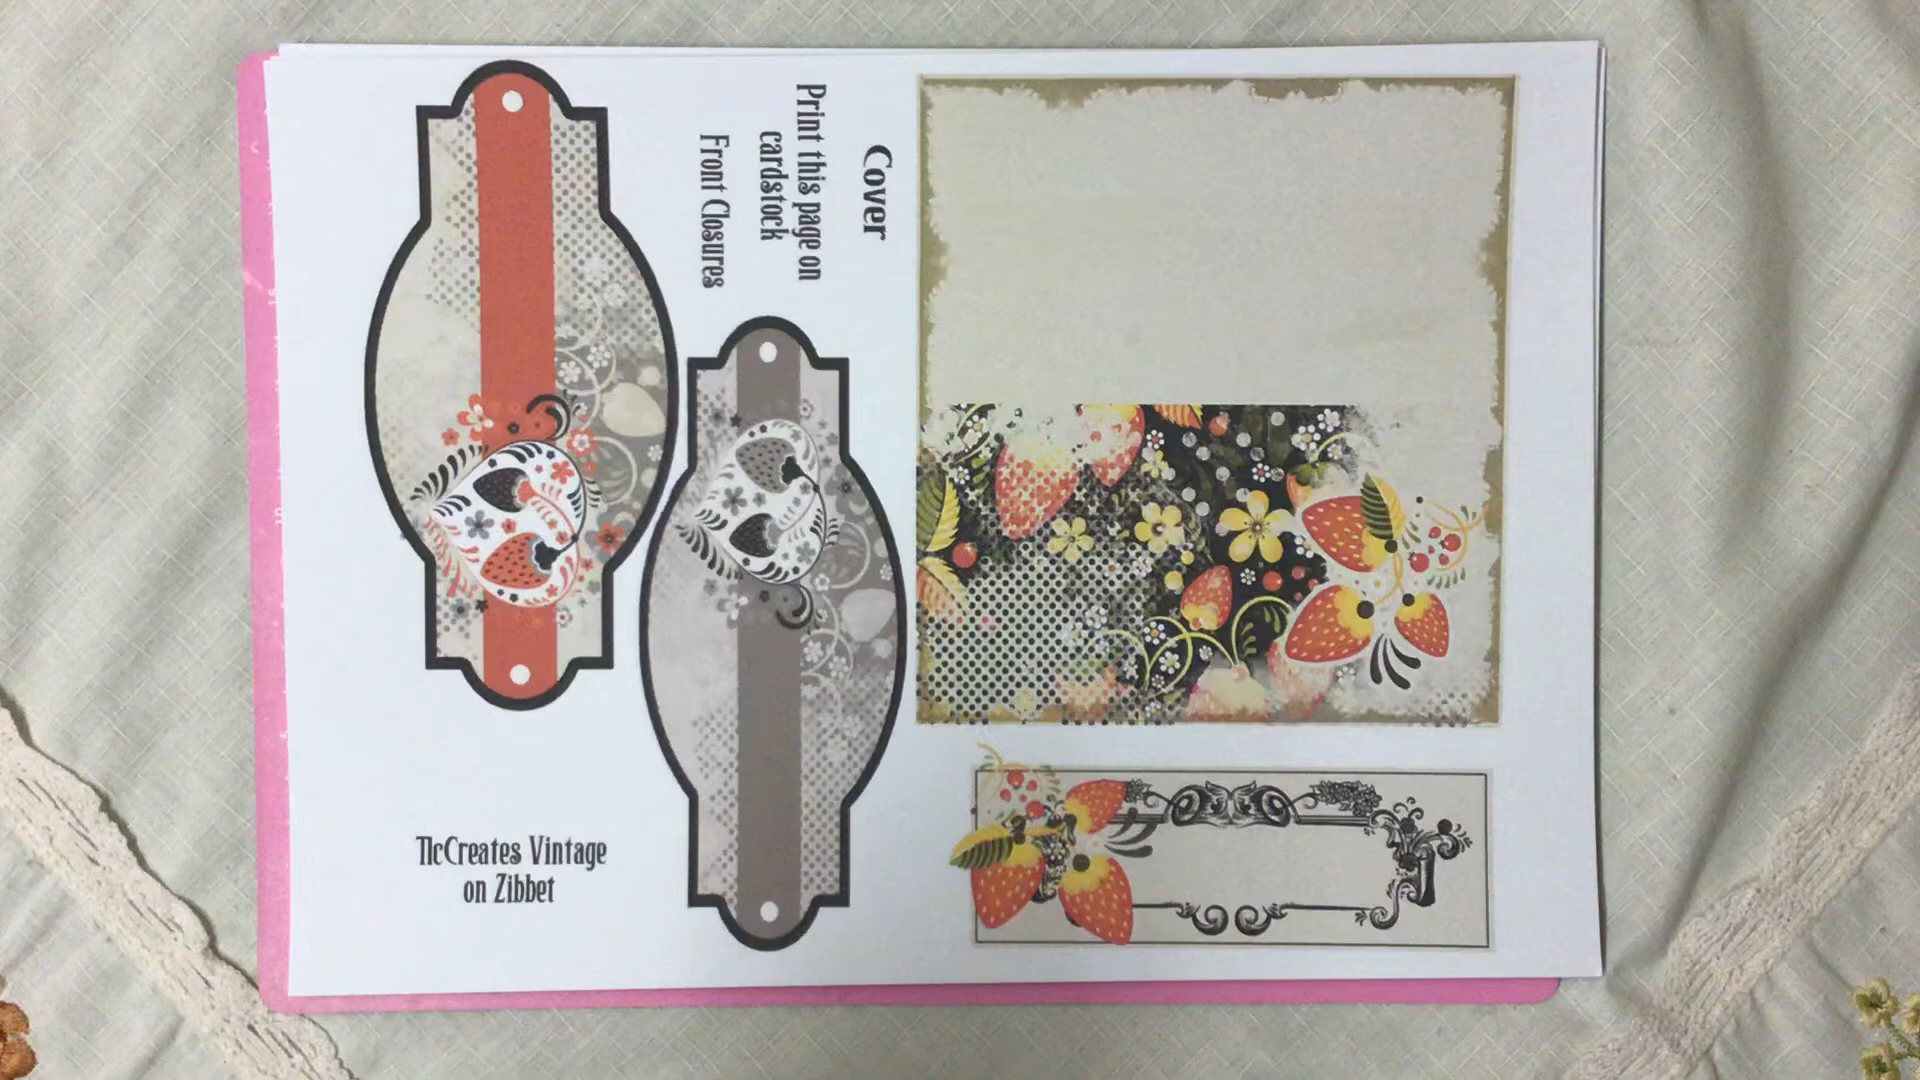 Cover
Print this page on
cardstock
Front Closures
TlcCreates Vintage
on Zibbet